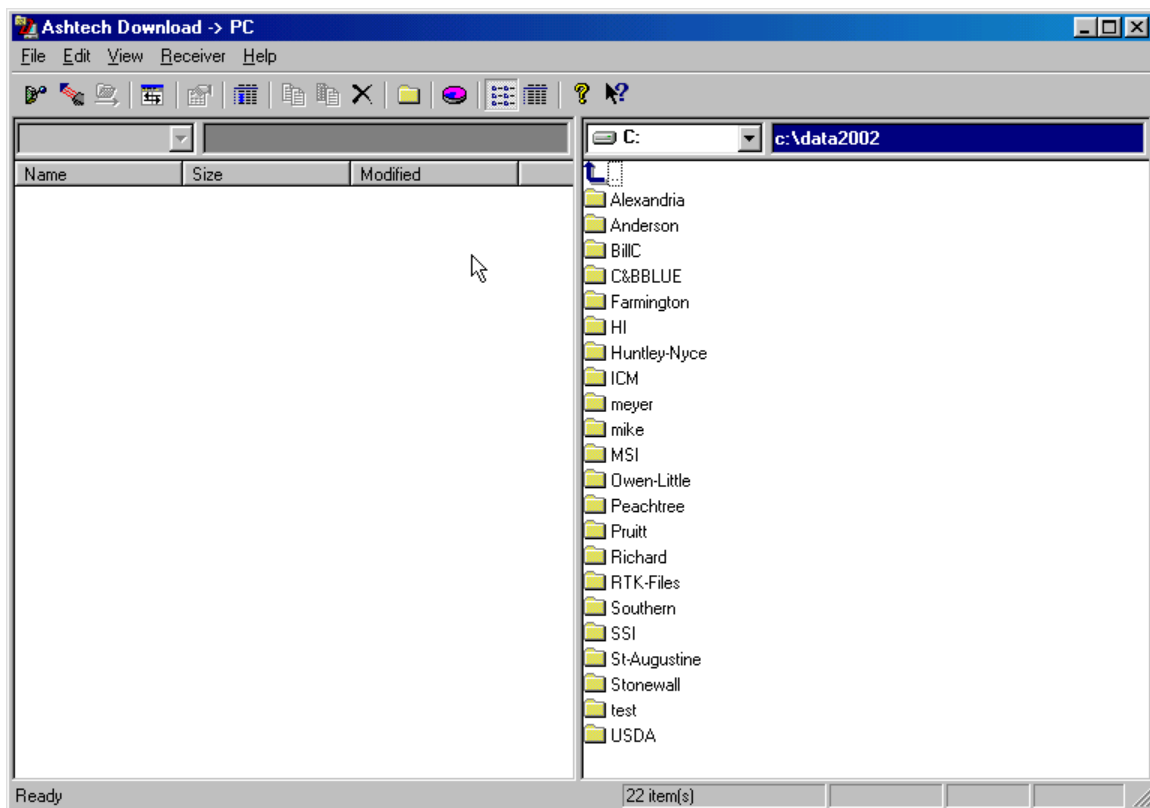 Ashtech Download -> PC
File Edit View Receiver Help
C: c:\data2002
Name Size Modified
..
Alexandria
Anderson
BillC
C&BBLUE
Farmington
HI
Huntley-Nyce
ICM
meyer
mike
MSI
Owen-Little
Peachtree
Pruitt
Richard
RTK-Files
Southern
SSI
St-Augustine
Stonewall
test
USDA
Ready 22 item(s)